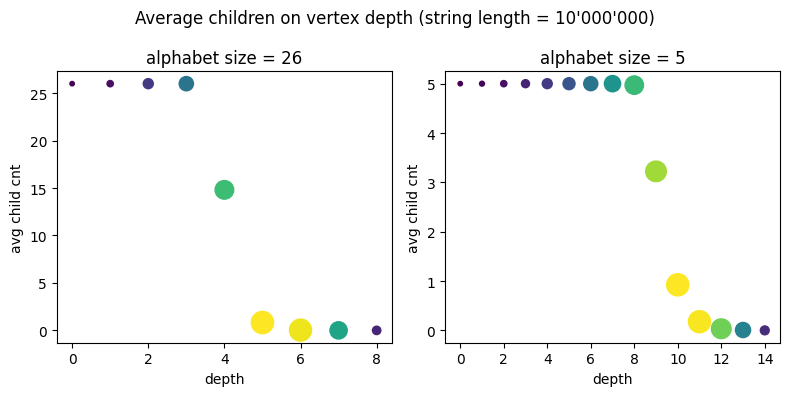 Average children on vertex depth (string length = 10'000'000)
alphabet size = 26
avg child cnt
25
20
15
10
5
0
0 2 4 6 8
depth
alphabet size = 5
avg child cnt
5
4
3
2
1
0
0 2 4 6 8 10 12 14
depth